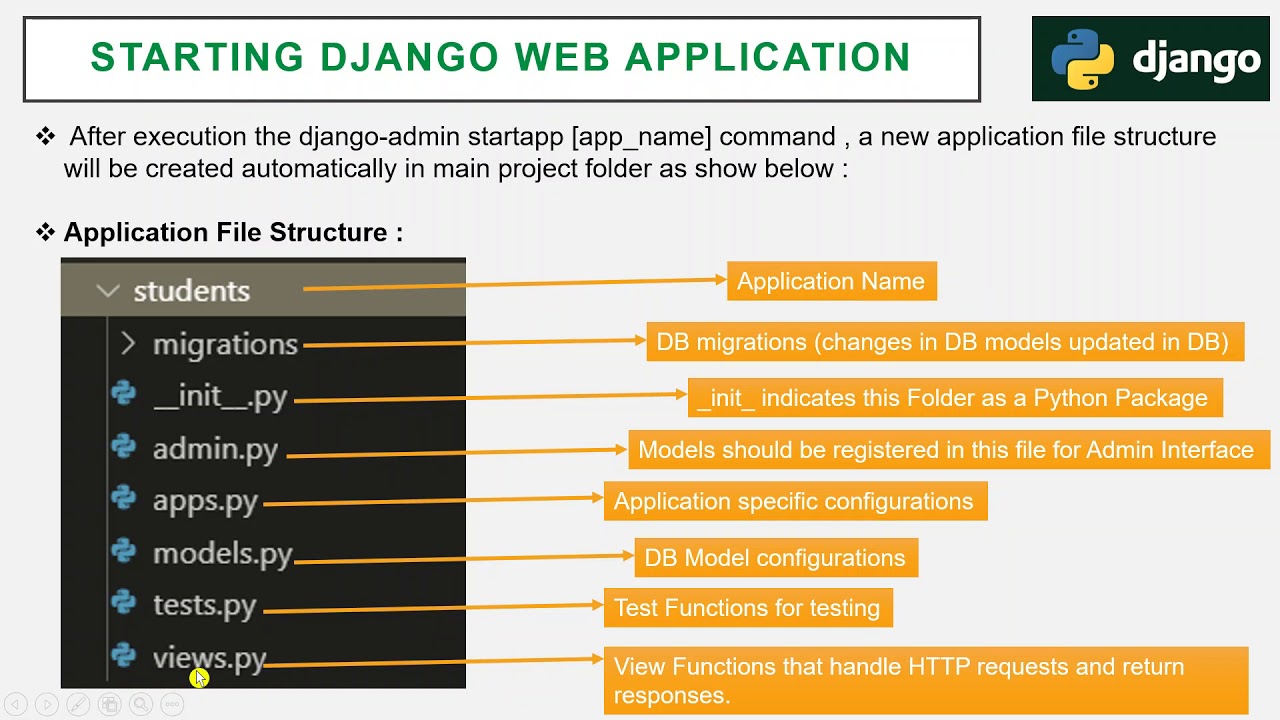 STARTING DJANGO WEB APPLICATION
django
❖ After execution the django-admin startapp [app_name] command , a new application file structure
will be created automatically in main project folder as show below :
❖ Application File Structure :
students
Application Name
migrations
DB migrations (changes in DB models updated in DB)
__init__.py
_init_ indicates this Folder as a Python Package
admin.py
Models should be registered in this file for Admin Interface
apps.py
Application specific configurations
models.py
DB Model configurations
tests.py
Test Functions for testing
views.py
View Functions that handle HTTP requests and return
responses.